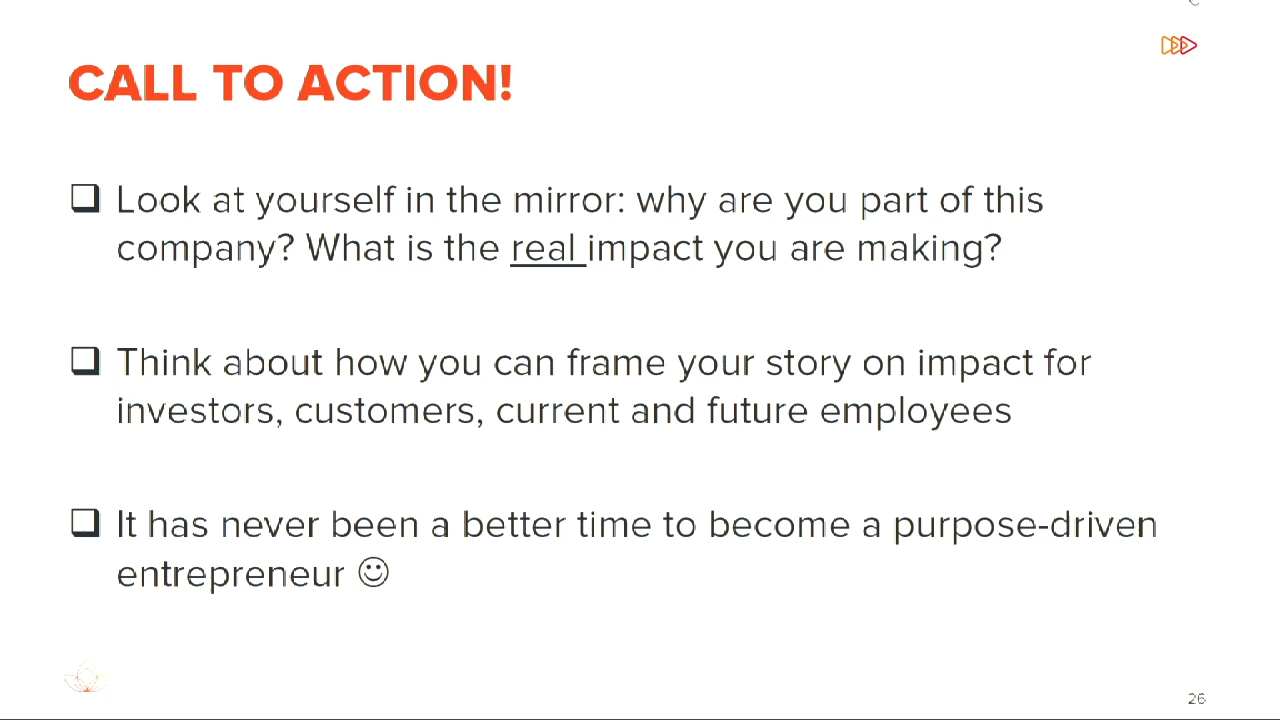 CALL TO ACTION!
Look at yourself in the mirror: why are you part of this
company? What is the real impact you are making?
Think about how you can frame your story on impact for
investors, customers, current and future employees
It has never been a better time to become a purpose-driven
entrepreneur ☺
26